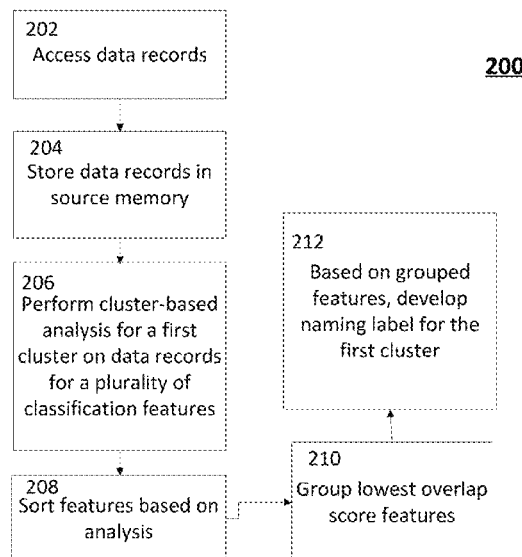 200
202
Access data records
204
Store data records in
source memory
206
Perform cluster-based
analysis for a first
cluster on data records
for a plurality of
classification features
208
Sort features based on
analysis
210
Group lowest overlap
score features
212
Based on grouped
features, develop
naming label for the
first cluster